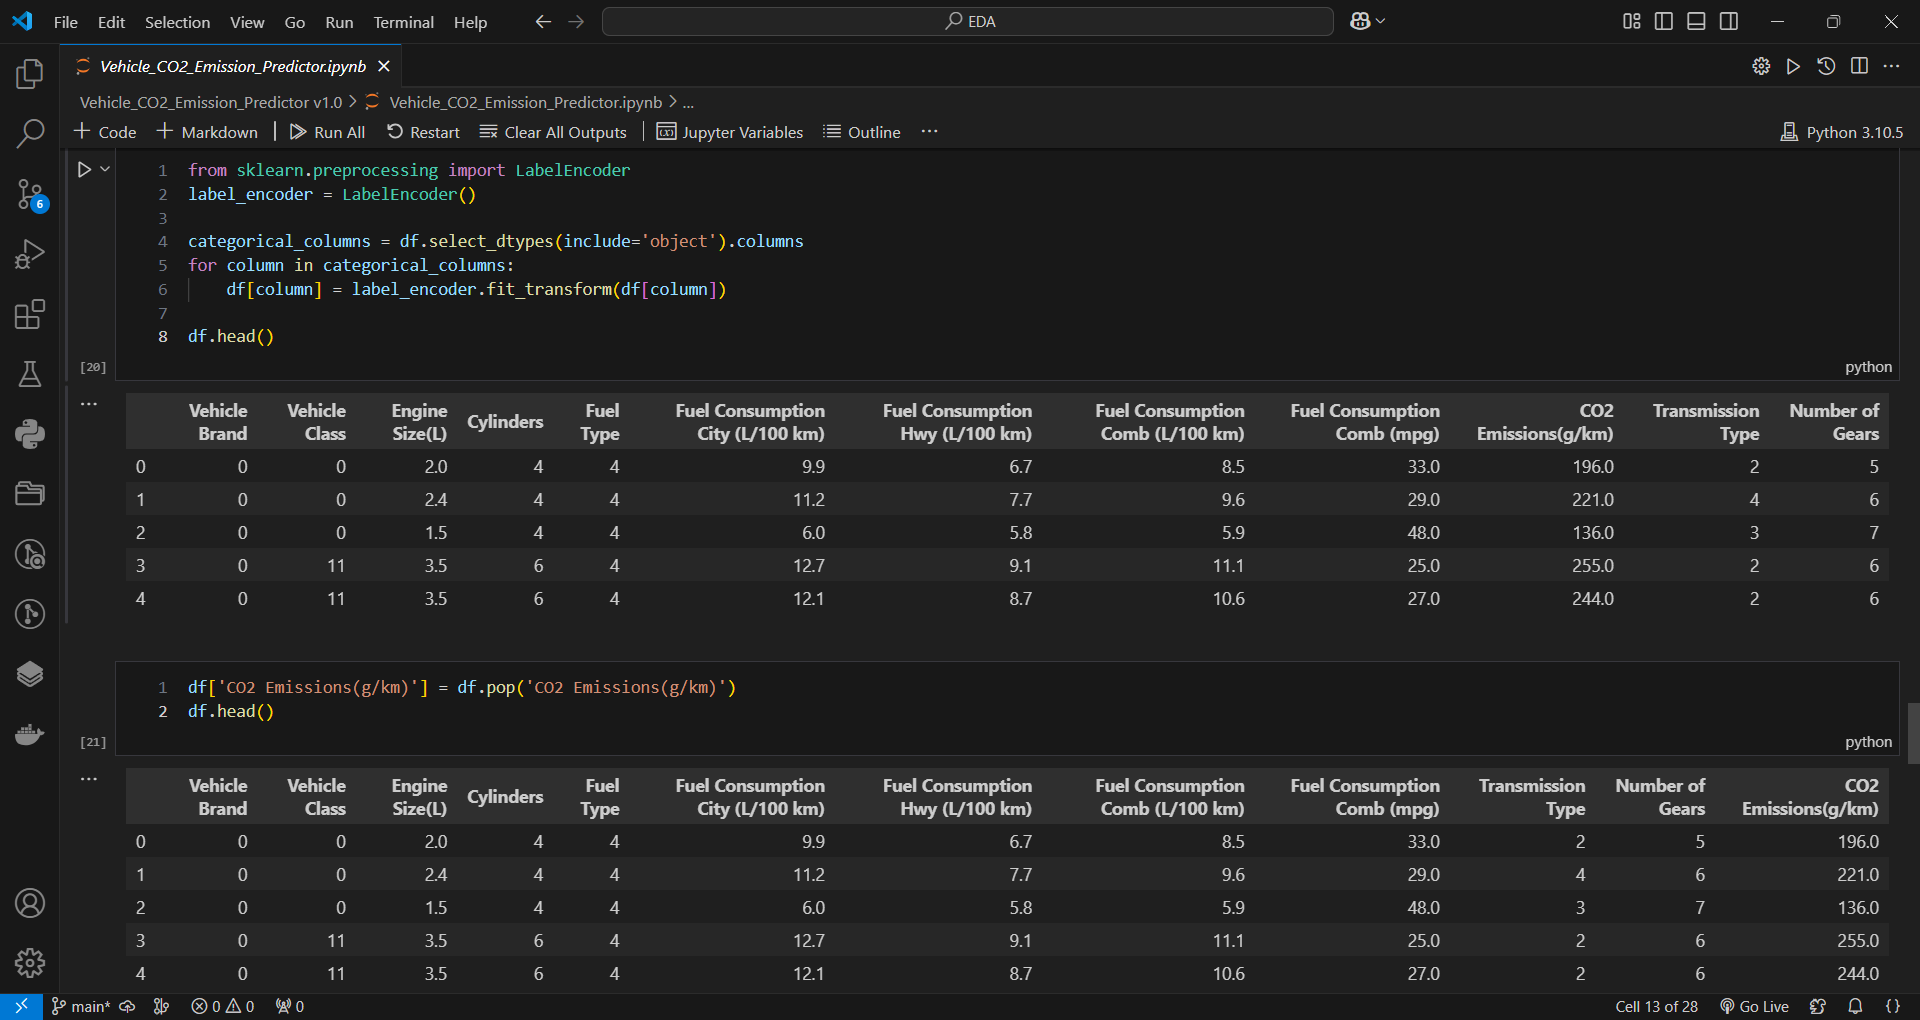 File Edit Selection View Go Run Terminal Help EDA
Vehicle_CO2_Emission_Predictor.ipynb
Vehicle_CO2_Emission_Predictor v1.0 > Vehicle_CO2_Emission_Predictor.ipynb > ...
+ Code + Markdown | Run All Restart Clear All Outputs | Jupyter Variables Outline ... Python 3.10.5
1 from sklearn.preprocessing import LabelEncoder
2 label_encoder = LabelEncoder()
3
4 categorical_columns = df.select_dtypes(include='object').columns
5 for column in categorical_columns:
6     df[column] = label_encoder.fit_transform(df[column])
7
8 df.head()
[20] python
Vehicle Vehicle Engine Cylinders Fuel Fuel Consumption Fuel Consumption Fuel Consumption Fuel Consumption CO2 Transmission Number of
Brand Class Size(L) Type City (L/100 km) Hwy (L/100 km) Comb (L/100 km) Comb (mpg) Emissions(g/km) Type Gears
0 0 0 2.0 4 4 9.9 6.7 8.5 33.0 196.0 2 5
1 0 0 2.4 4 4 11.2 7.7 9.6 29.0 221.0 4 6
2 0 0 1.5 4 4 6.0 5.8 5.9 48.0 136.0 3 7
3 0 11 3.5 6 4 12.7 9.1 11.1 25.0 255.0 2 6
4 0 11 3.5 6 4 12.1 8.7 10.6 27.0 244.0 2 6
1 df['CO2 Emissions(g/km)'] = df.pop('CO2 Emissions(g/km)')
2 df.head()
[21] python
Vehicle Vehicle Engine Cylinders Fuel Fuel Consumption Fuel Consumption Fuel Consumption Fuel Consumption Transmission Number of CO2
Brand Class Size(L) Type City (L/100 km) Hwy (L/100 km) Comb (L/100 km) Comb (mpg) Type Gears Emissions(g/km)
0 0 0 2.0 4 4 9.9 6.7 8.5 33.0 2 5 196.0
1 0 0 2.4 4 4 11.2 7.7 9.6 29.0 4 6 221.0
2 0 0 1.5 4 4 6.0 5.8 5.9 48.0 3 7 136.0
3 0 11 3.5 6 4 12.7 9.1 11.1 25.0 2 6 255.0
4 0 11 3.5 6 4 12.1 8.7 10.6 27.0 2 6 244.0
6
main* 0 0 0 Cell 13 of 28 Go Live